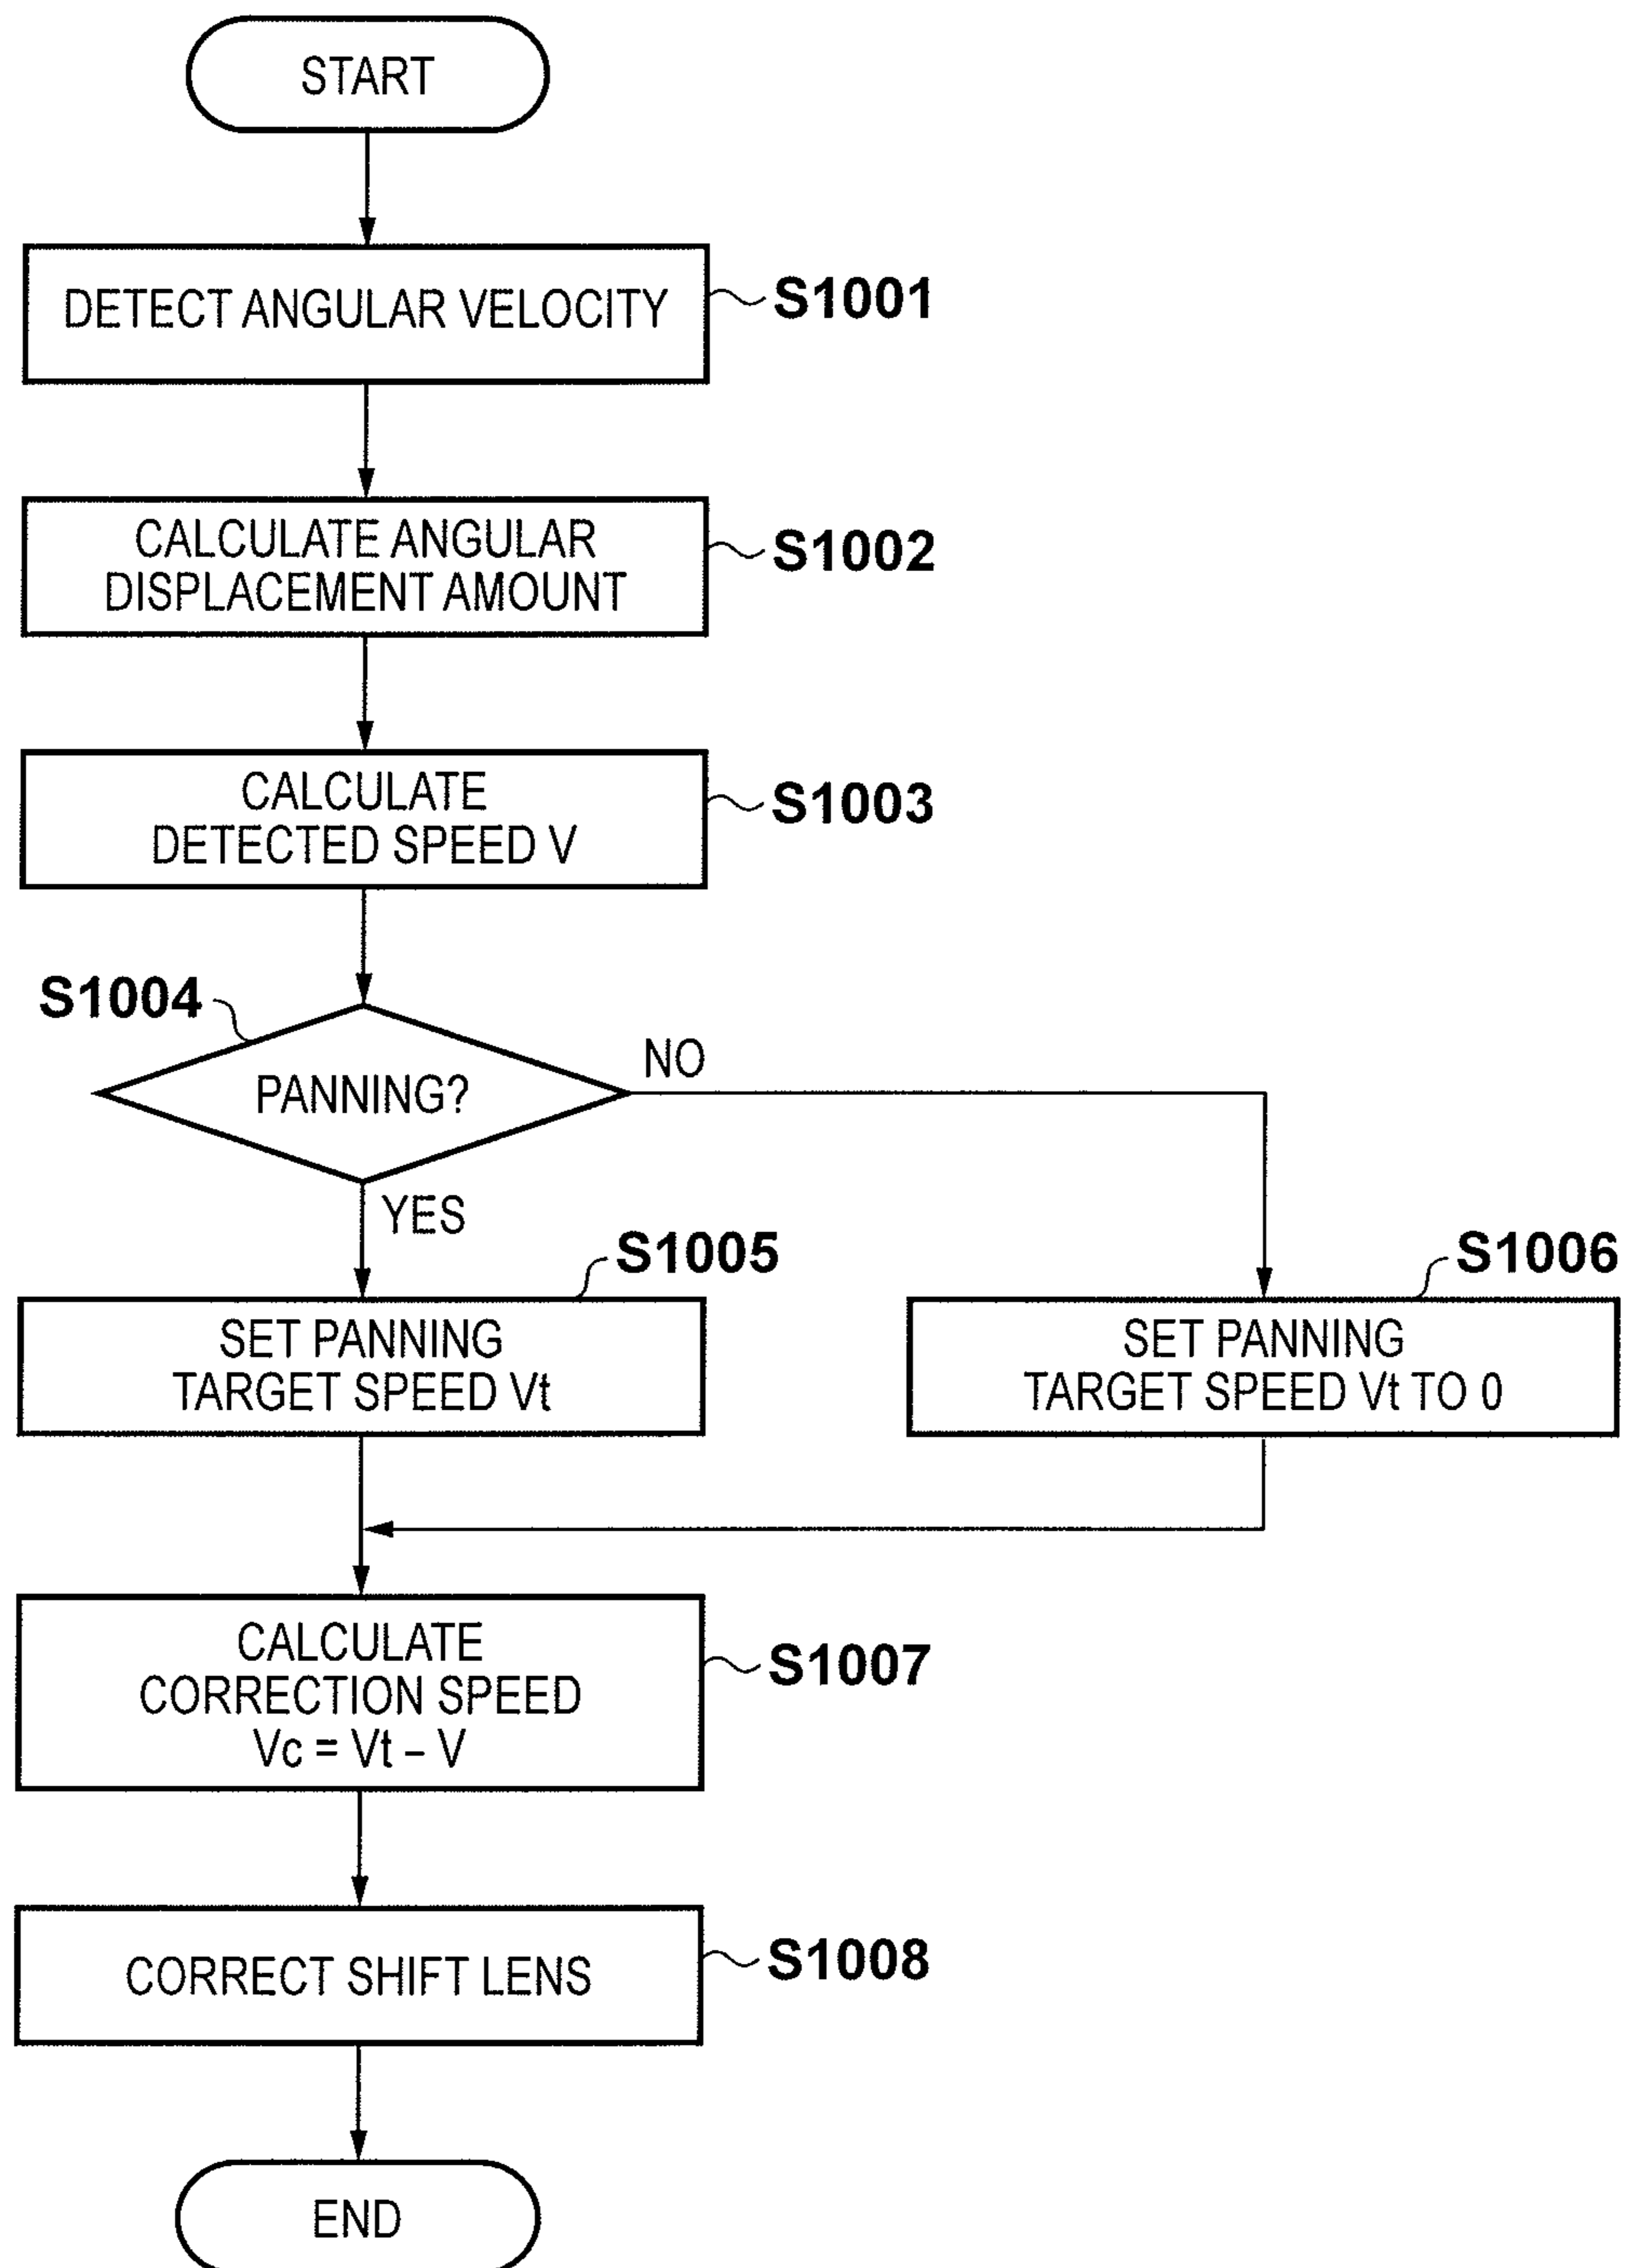 START
DETECT ANGULAR VELOCITY
S1001
CALCULATE ANGULAR
DISPLACEMENT AMOUNT
S1002
CALCULATE
DETECTED SPEED V
S1003
S1004
PANNING?
NO
YES
S1005
SET PANNING
TARGET SPEED Vt
S1006
SET PANNING
TARGET SPEED Vt TO 0
CALCULATE
CORRECTION SPEED
Vc = Vt – V
S1007
CORRECT SHIFT LENS
S1008
END